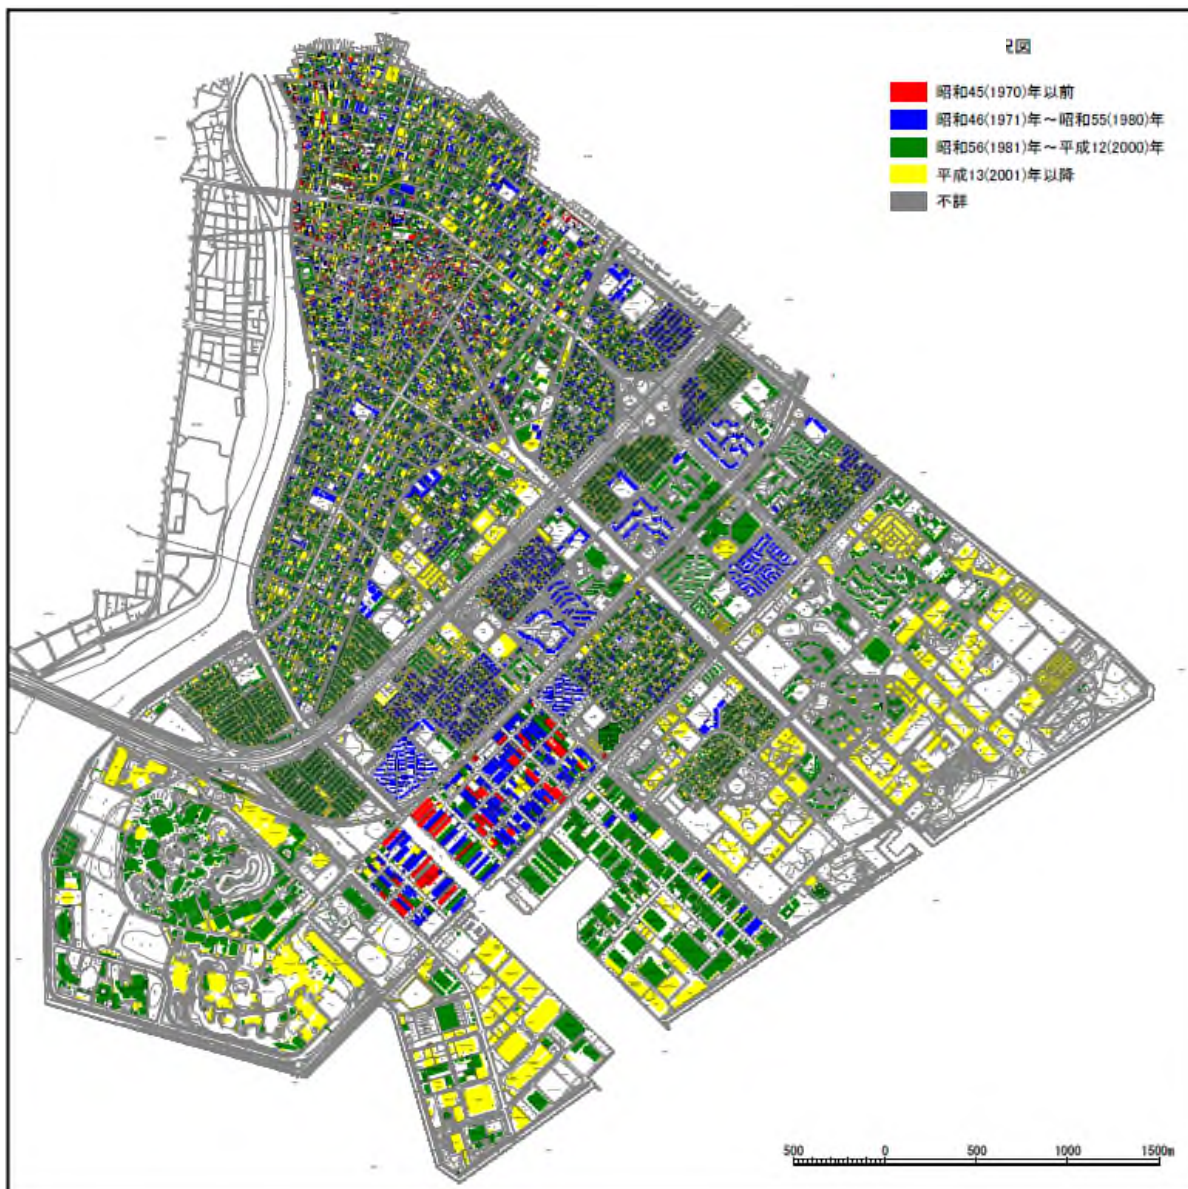 況図
昭和45(1970)年以前
昭和46(1971)年～昭和55(1980)年
昭和56(1981)年～平成12(2000)年
平成13(2001)年以降
不詳
500 0 500 1000 1500m